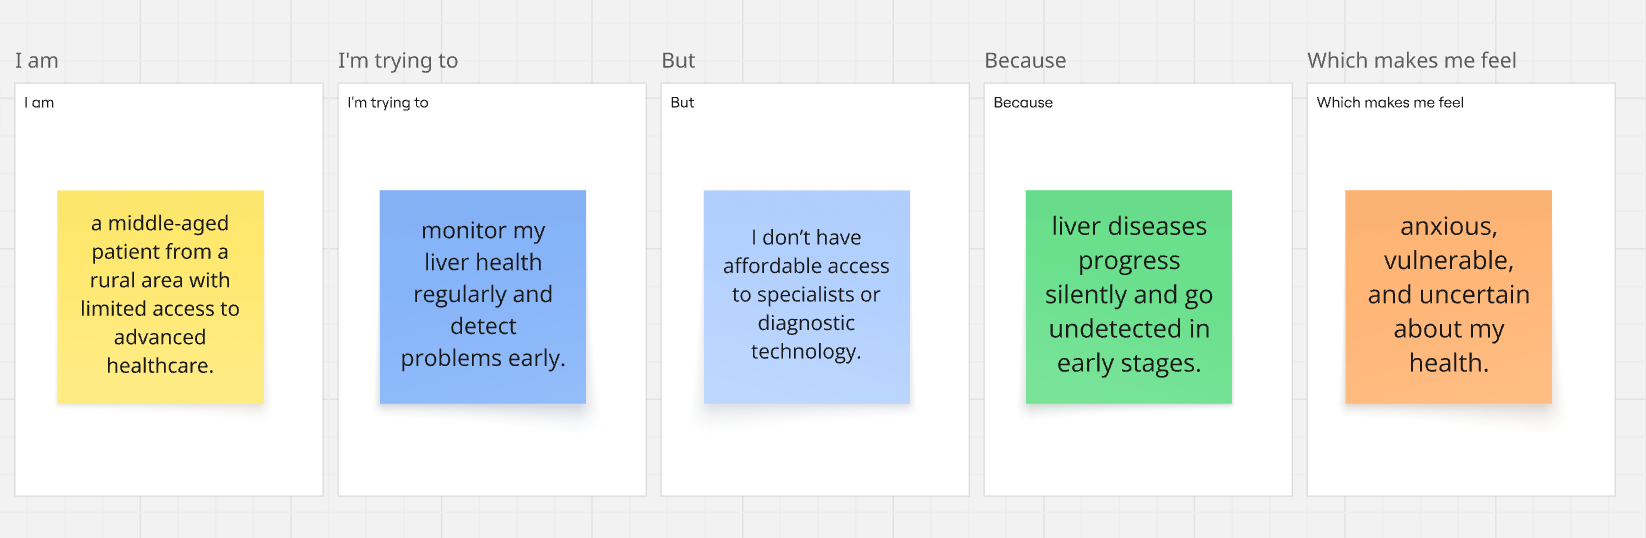 I am
I am
a middle-aged
patient from a
rural area with
limited access to
advanced
healthcare.
I'm trying to
I'm trying to
monitor my
liver health
regularly and
detect
problems early.
But
But
I don’t have
affordable access
to specialists or
diagnostic
technology.
Because
Because
liver diseases
progress
silently and go
undetected in
early stages.
Which makes me feel
Which makes me feel
anxious,
vulnerable,
and uncertain
about my
health.